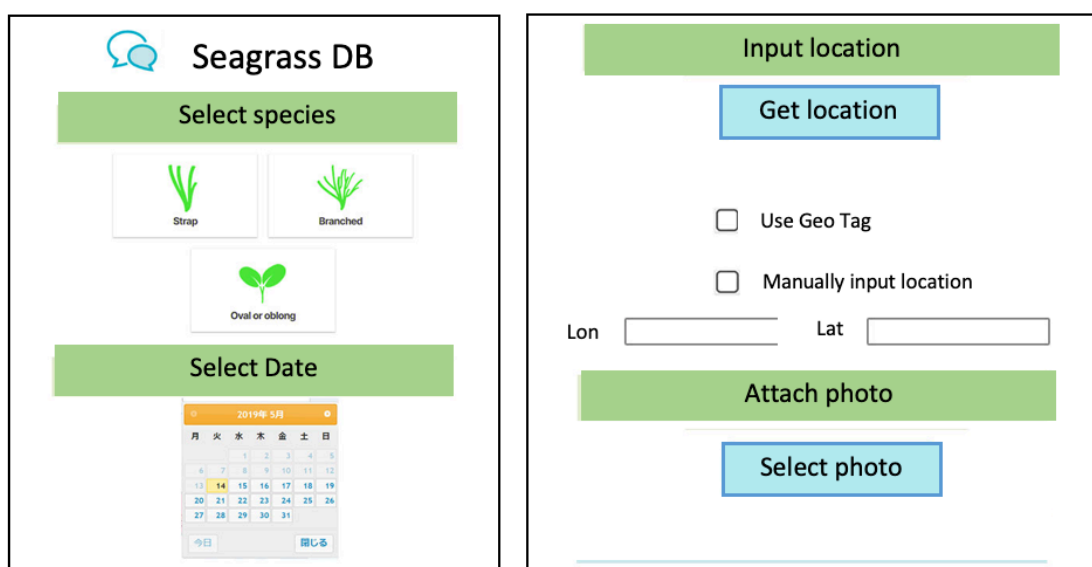 Seagrass DB
Select species
Strap
Branched
Oval or oblong
Select Date
2019年 5月
月 火 水 木 金 土 日
1 2 3 4 5
6 7 8 9 10 11 12
13 14 15 16 17 18 19
20 21 22 23 24 25 26
27 28 29 30 31
今日 閉じる
Input location
Get location
Use Geo Tag
Manually input location
Lon Lat
Attach photo
Select photo